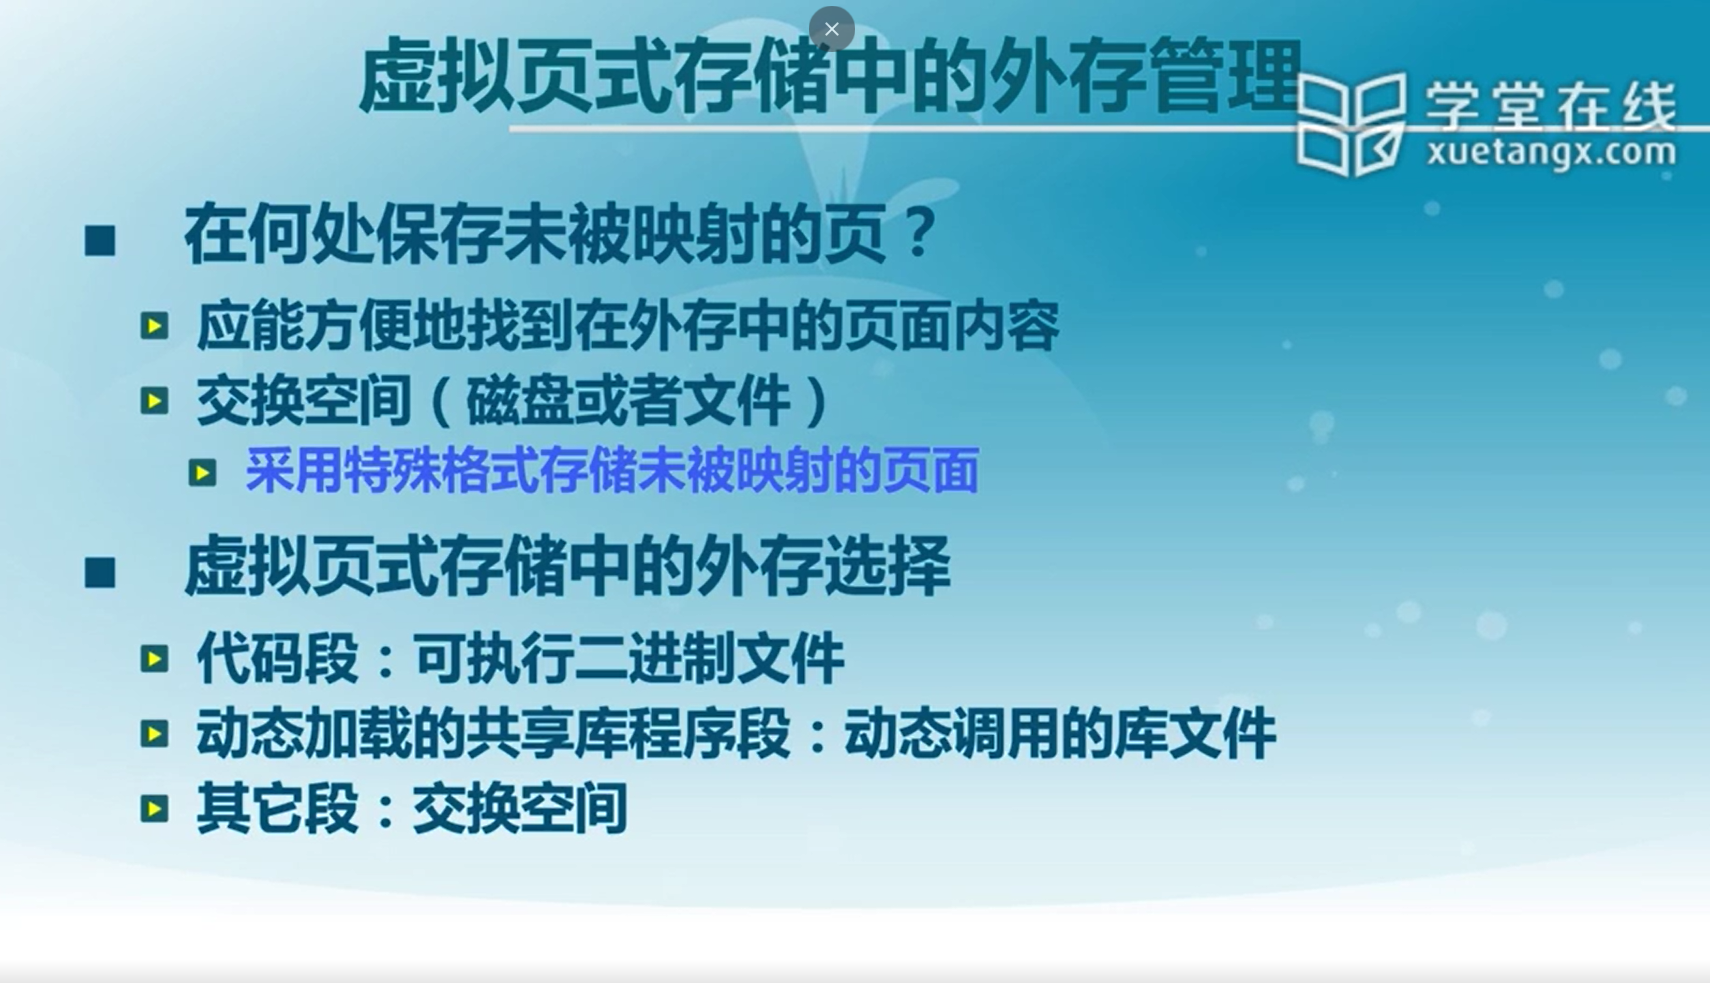 虚拟页式存储中的外存管理
学堂在线
xuetangx.com
在何处保存未被映射的页？
应能方便地找到在外存中的页面内容
交换空间（磁盘或者文件）
采用特殊格式存储未被映射的页面
虚拟页式存储中的外存选择
代码段：可执行二进制文件
动态加载的共享库程序段：动态调用的库文件
其它段：交换空间